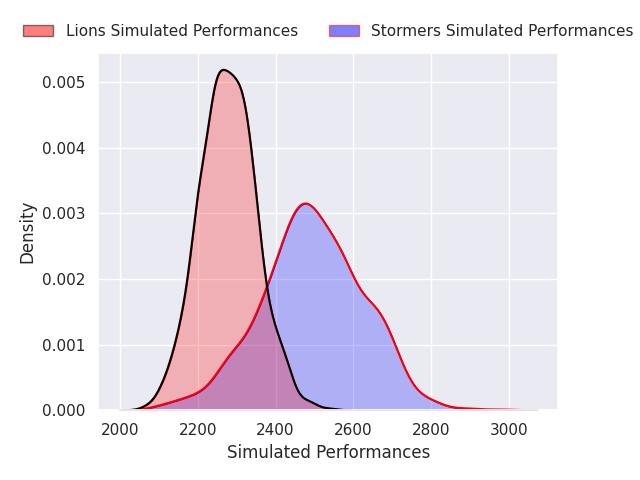 Lions Simulated Performances Stormers Simulated Performances
0.005
0.004
0.003
0.002
0.001
0.000
Density
2000 2200 2400 2600 2800 3000
Simulated Performances